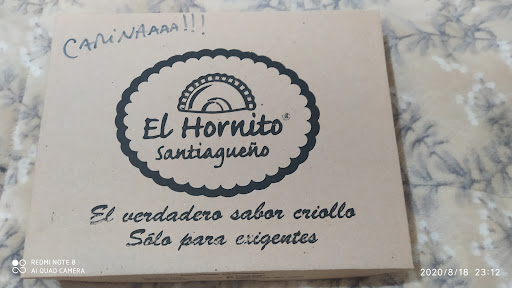 CARINAAAA!!!
El Hornito®
Santiagueño
El verdadero sabor criollo
Sólo para exigentes
REDMI NOTE 8
AI QUAD CAMERA
2020/8/18 23:12